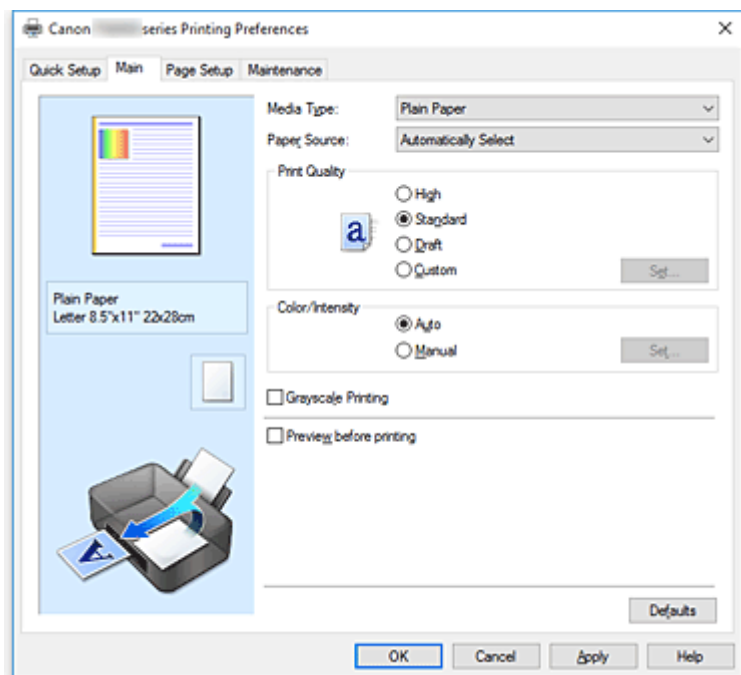 Canon series Printing Preferences
Quick Setup Main Page Setup Maintenance
Media Type: Plain Paper
Paper Source: Automatically Select
Print Quality
High
Standard
Draft
Custom Set...
Plain Paper
Letter 8.5"x11" 22x28cm
Color/Intensity
Auto
Manual Set...
Grayscale Printing
Preview before printing
Defaults
OK Cancel Apply Help
a
A